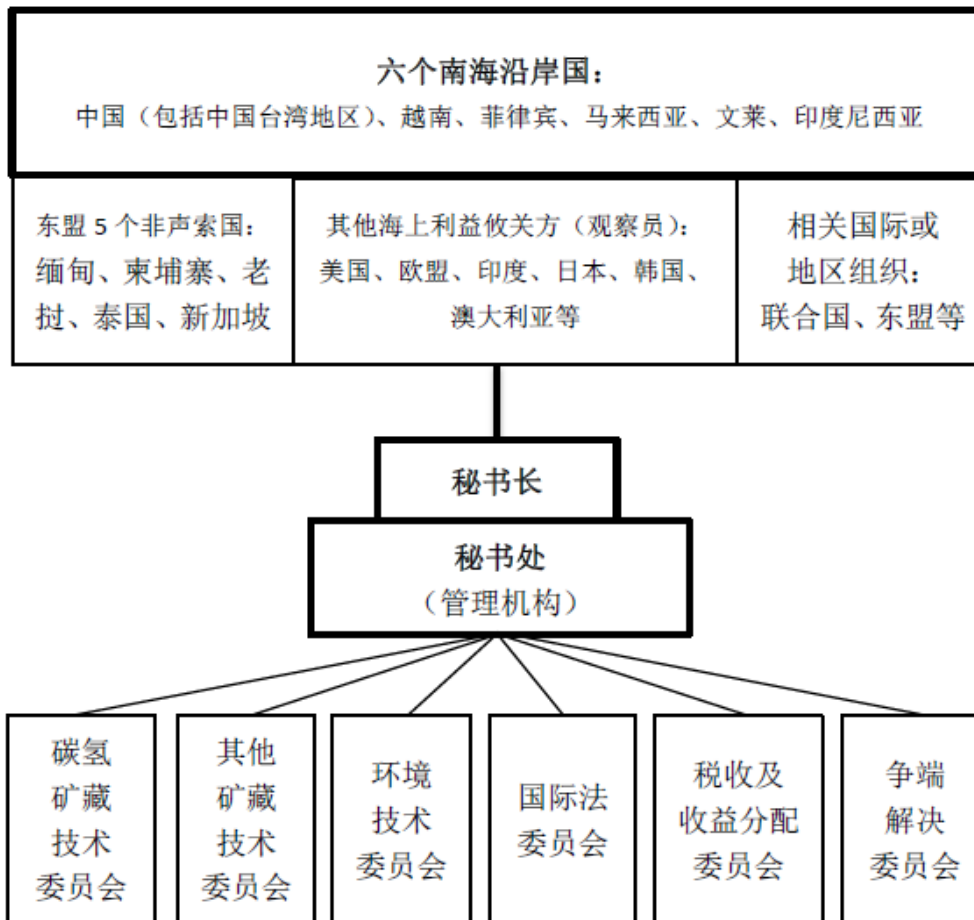 六个南海沿岸国：
中国（包括中国台湾地区）、越南、菲律宾、马来西亚、文莱、印度尼西亚
东盟 5 个非声索国：
缅甸、柬埔寨、老
挝、泰国、新加坡
其他海上利益攸关方（观察员）：
美国、欧盟、印度、日本、韩国、
澳大利亚等
相关国际或
地区组织：
联合国、东盟等
秘书长
秘书处
（管理机构）
碳氢
矿藏
技术
委员会
其他
矿藏
技术
委员会
环境
技术
委员会
国际法
委员会
税收及
收益分配
委员会
争端
解决
委员会